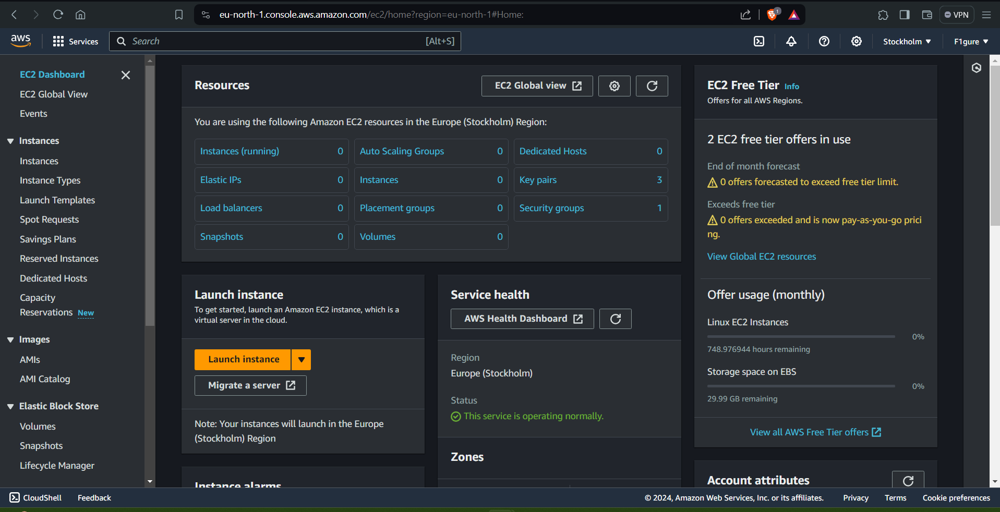 eu-north-1.console.aws.amazon.com/ec2/home?region=eu-north-1#Home:
1
VPN
aws
Services
Search
[Alt+S]
Stockholm
F1gure
EC2 Dashboard
EC2 Global View
Events
Instances
Instances
Instance Types
Launch Templates
Spot Requests
Savings Plans
Reserved Instances
Dedicated Hosts
Capacity
Reservations New
Images
AMIs
AMI Catalog
Elastic Block Store
Volumes
Snapshots
Lifecycle Manager
Resources
EC2 Global view
You are using the following Amazon EC2 resources in the Europe (Stockholm) Region:
Instances (running) 0
Auto Scaling Groups 0
Dedicated Hosts 0
Elastic IPs 0
Instances 0
Key pairs 3
Load balancers 0
Placement groups 0
Security groups 1
Snapshots 0
Volumes 0
Launch instance
To get started, launch an Amazon EC2 instance, which is a
virtual server in the cloud.
Launch instance
Migrate a server
Note: Your instances will launch in the Europe
(Stockholm) Region
Instance alarms
Service health
AWS Health Dashboard
Region
Europe (Stockholm)
Status
This service is operating normally.
Zones
EC2 Free Tier Info
Offers for all AWS Regions.
2 EC2 free tier offers in use
End of month forecast
0 offers forecasted to exceed free tier limit.
Exceeds free tier
0 offers exceeded and is now pay-as-you-go prici
ng.
View Global EC2 resources
Offer usage (monthly)
Linux EC2 Instances
0%
748.976944 hours remaining
Storage space on EBS
0%
29.99 GB remaining
View all AWS Free Tier offers
Account attributes
CloudShell
Feedback
© 2024, Amazon Web Services, Inc. or its affiliates.
Privacy
Terms
Cookie preferences